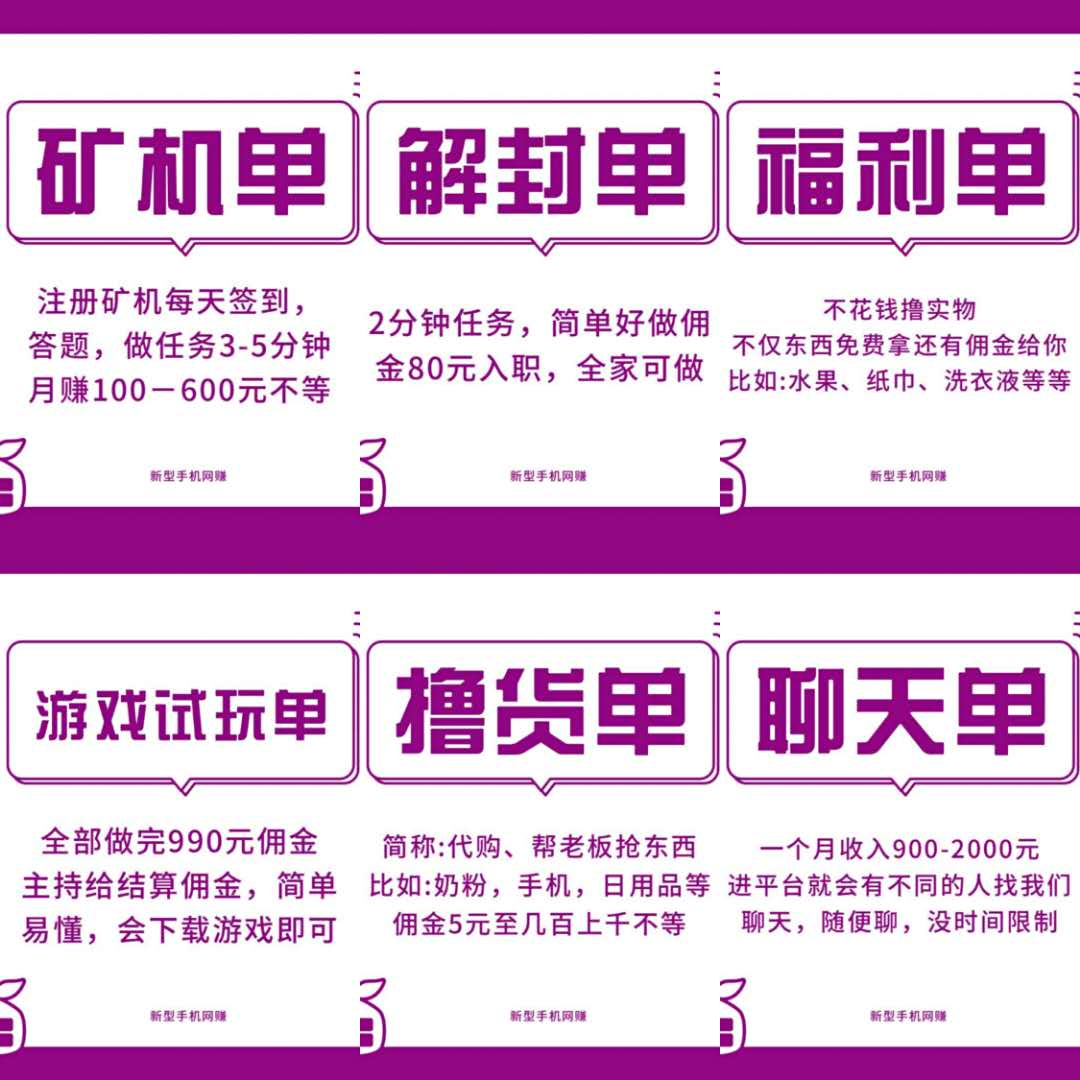 矿机单
注册矿机每天签到，
答题，做任务3-5分钟
月赚100－600元不等
新型手机网赚
解封单
2分钟任务，简单好做佣
金80元入职，全家可做
新型手机网赚
福利单
不花钱撸实物
不仅东西免费拿还有佣金给你
比如:水果、纸巾、洗衣液等等
新型手机网赚
游戏试玩单
全部做完990元佣金
主持给结算佣金，简单
易懂，会下载游戏即可
新型手机网赚
撸货单
简称:代购、帮老板抢东西
比如:奶粉，手机，日用品等
佣金5元至几百上千不等
新型手机网赚
聊天单
一个月收入900-2000元
进平台就会有不同的人找我们
聊天，随便聊，没时间限制
新型手机网赚